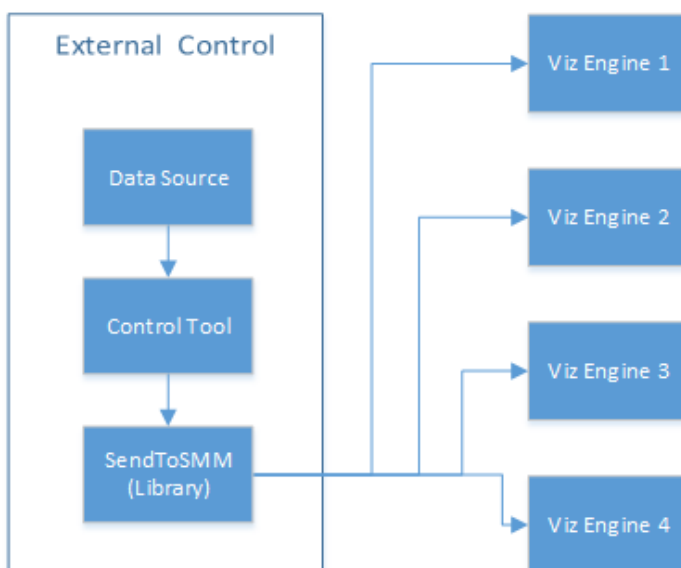 External Control
Data Source
Control Tool
SendToSMM
(Library)
Viz Engine 1
Viz Engine 2
Viz Engine 3
Viz Engine 4